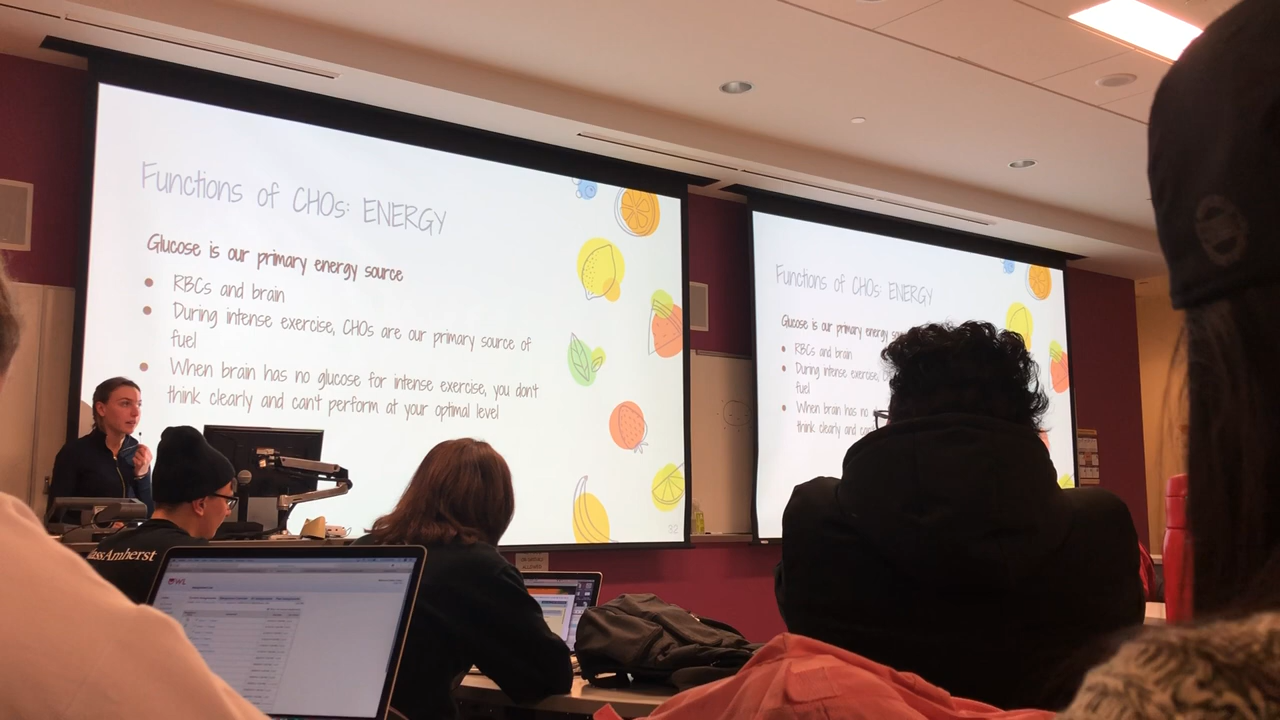 Functions of CHOs: ENERGY
Glucose is our primary energy source
RBCs and brain
During intense exercise, CHOs are our primary source of
fuel
When brain has no glucose for intense exercise, you don't
think clearly and can't perform at your optimal level
32
Functions of CHOs: ENERGY
Glucose is our primary energy
RBCs and brain
During intense exercise,
fuel
When brain has no
think clearly and
assAmherst
OWL